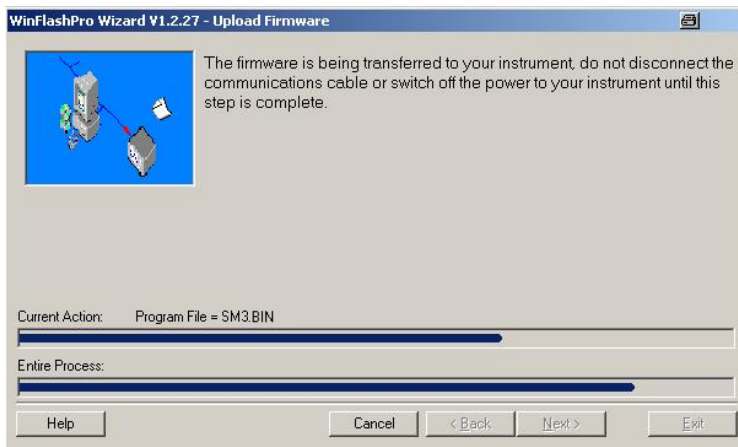 WinFlashPro Wizard V1.2.27 - Upload Firmware
The firmware is being transferred to your instrument, do not disconnect the
communications cable or switch off the power to your instrument until this
step is complete.
Current Action: Program File = SM3.BIN
Entire Process:
Help Cancel < Back Next > Exit